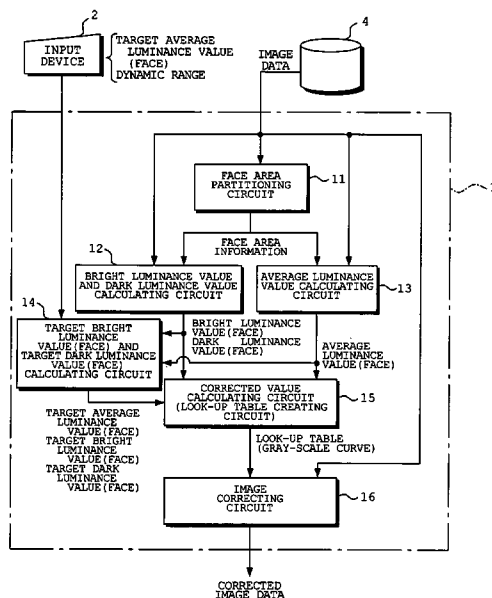 2
INPUT
DEVICE
TARGET AVERAGE
LUMINANCE VALUE
(FACE)
DYNAMIC RANGE
4
IMAGE
DATA
FACE AREA
PARTITIONING
CIRCUIT
11
FACE AREA
INFORMATION
12
BRIGHT LUMINANCE VALUE
AND DARK LUMINANCE VALUE
CALCULATING CIRCUIT
AVERAGE LUMINANCE
VALUE CALCULATING
CIRCUIT
13
14
TARGET BRIGHT
LUMINANCE
VALUE(FACE) AND
TARGET DARK LUMINANCE
VALUE(FACE)
CALCULATING CIRCUIT
BRIGHT LUMINANCE
VALUE(FACE)
DARK LUMINANCE
VALUE(FACE)
AVERAGE
LUMINANCE
VALUE(FACE)
CORRECTED VALUE
CALCULATING CIRCUIT
(LOOK-UP TABLE CREATING
CIRCUIT)
15
TARGET AVERAGE
LUMINANCE
VALUE(FACE)
TARGET BRIGHT
LUMINANCE
VALUE(FACE)
TARGET DARK
LUMINANCE
VALUE(FACE)
LOOK-UP TABLE
(GRAY-SCALE CURVE)
IMAGE
CORRECTING
CIRCUIT
16
CORRECTED
IMAGE DATA